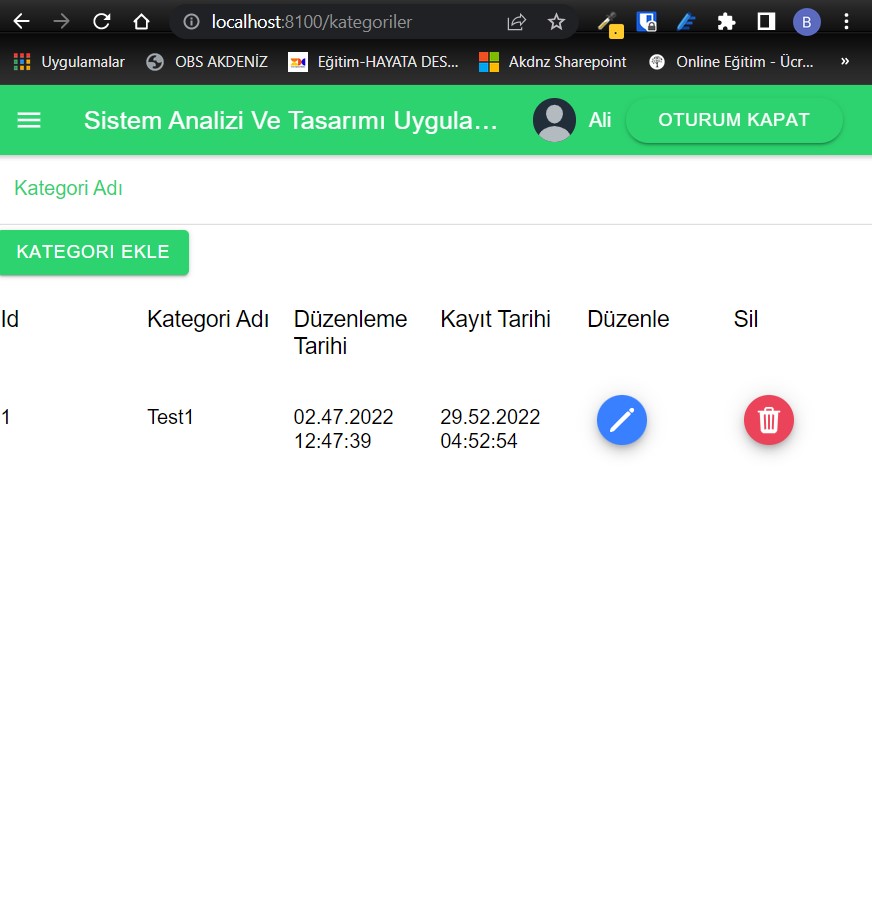 localhost:8100/kategoriler
B
Uygulamalar OBS AKDENİZ Eğitim-HAYATA DES... Akdnz Sharepoint Online Eğitim - Ücr... »
Sistem Analizi Ve Tasarımı Uygula... Ali OTURUM KAPAT
Kategori Adı
KATEGORI EKLE
Id Kategori Adı Düzenleme Kayıt Tarihi Düzenle Sil
Tarihi
1 Test1 02.47.2022 29.52.2022
12:47:39 04:52:54